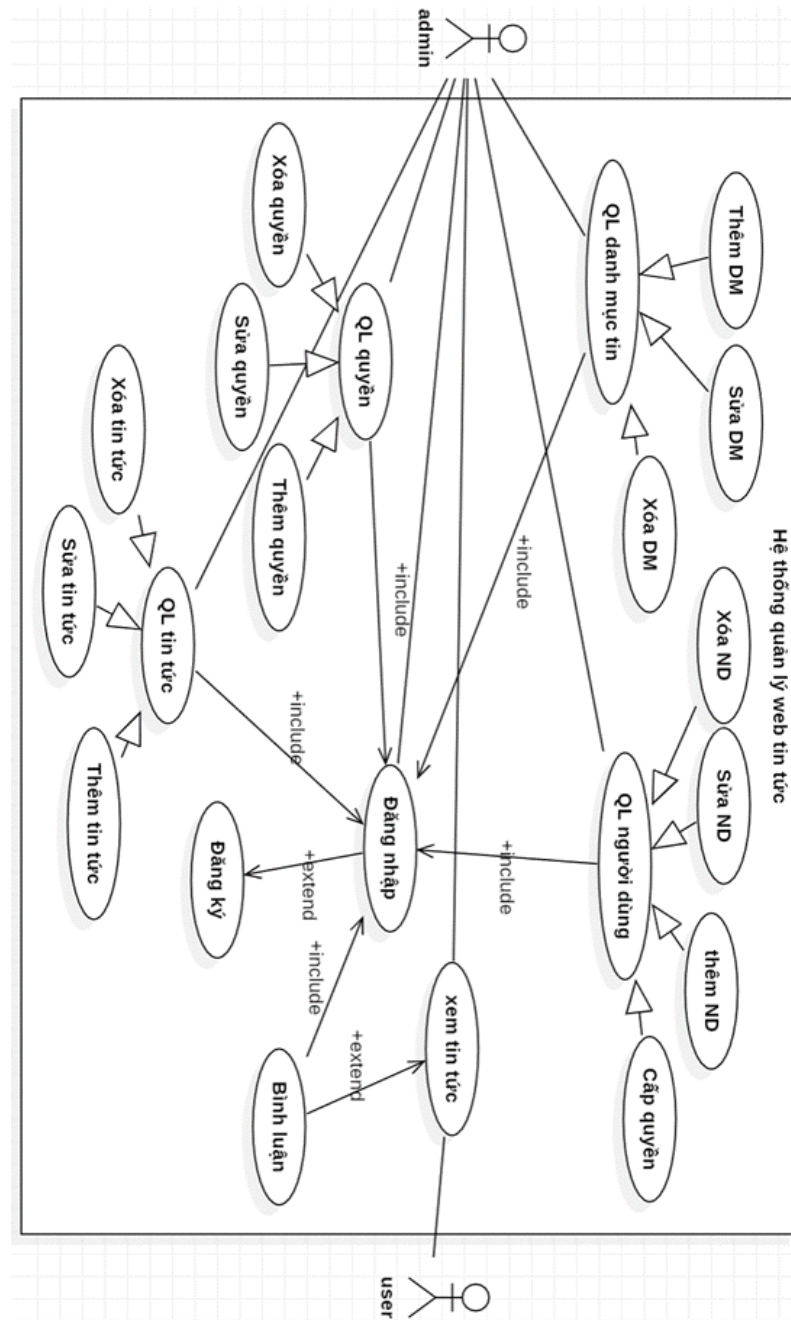 Hệ thống quản lý web tin tức
Thêm DM
Sửa DM
Xóa DM
Xóa ND
Sửa ND
thêm ND
Cấp quyền
QL danh mục tin
QL người dùng
+include
+include
admin
xem tin tức
user
+include
Đăng nhập
QL quyền
+extend
Xóa quyền
Sửa quyền
Thêm quyền
+include
+extend
+include
Bình luận
Đăng ký
QL tin tức
Xóa tin tức
Sửa tin tức
Thêm tin tức